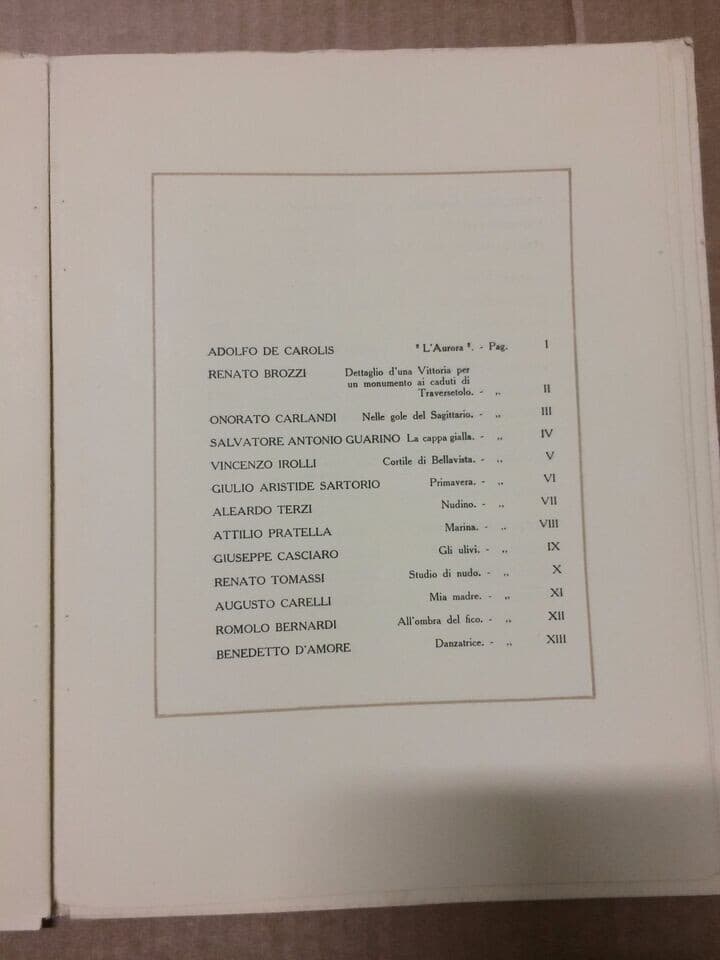 ADOLFO DE CAROLIS "L'Aurora". - Pag. I
RENATO BROZZI Dettaglio d'una Vittoria per
un monumento ai caduti di
Traversetolo. - „ II
ONORATO CARLANDI Nelle gole del Sagittario. - „ III
SALVATORE ANTONIO GUARINO La cappa gialla. - „ IV
VINCENZO IROLLI Cortile di Bellavista. - „ V
GIULIO ARISTIDE SARTORIO Primavera. - „ VI
ALEARDO TERZI Nudino. - „ VII
ATTILIO PRATELLA Marina. - „ VIII
GIUSEPPE CASCIARO Gli ulivi. - „ IX
RENATO TOMASSI Studio di nudo. - „ X
AUGUSTO CARELLI Mia madre. - „ XI
ROMOLO BERNARDI All'ombra del fico. - „ XII
BENEDETTO D'AMORE Danzatrice. - „ XIII